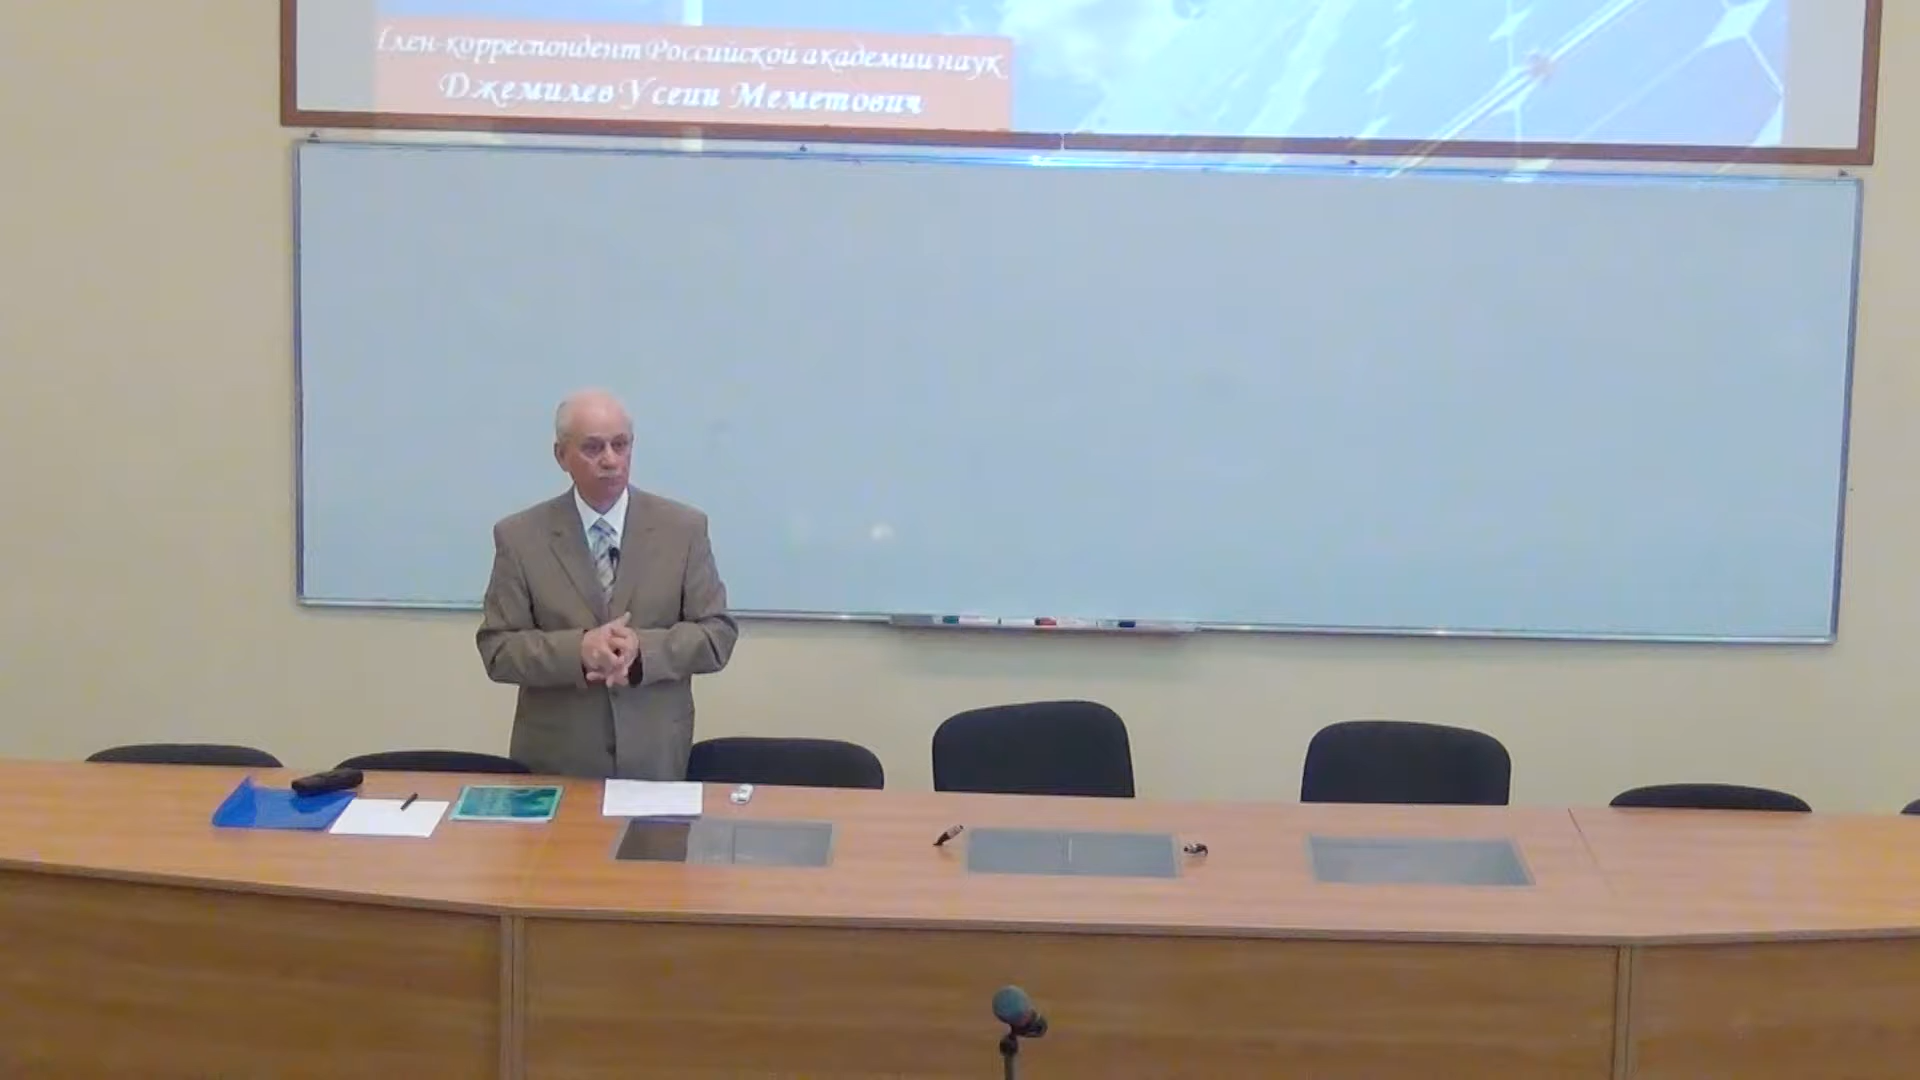 Член-корреспондент Российской академии наук
Джемилев Усеин Меметович